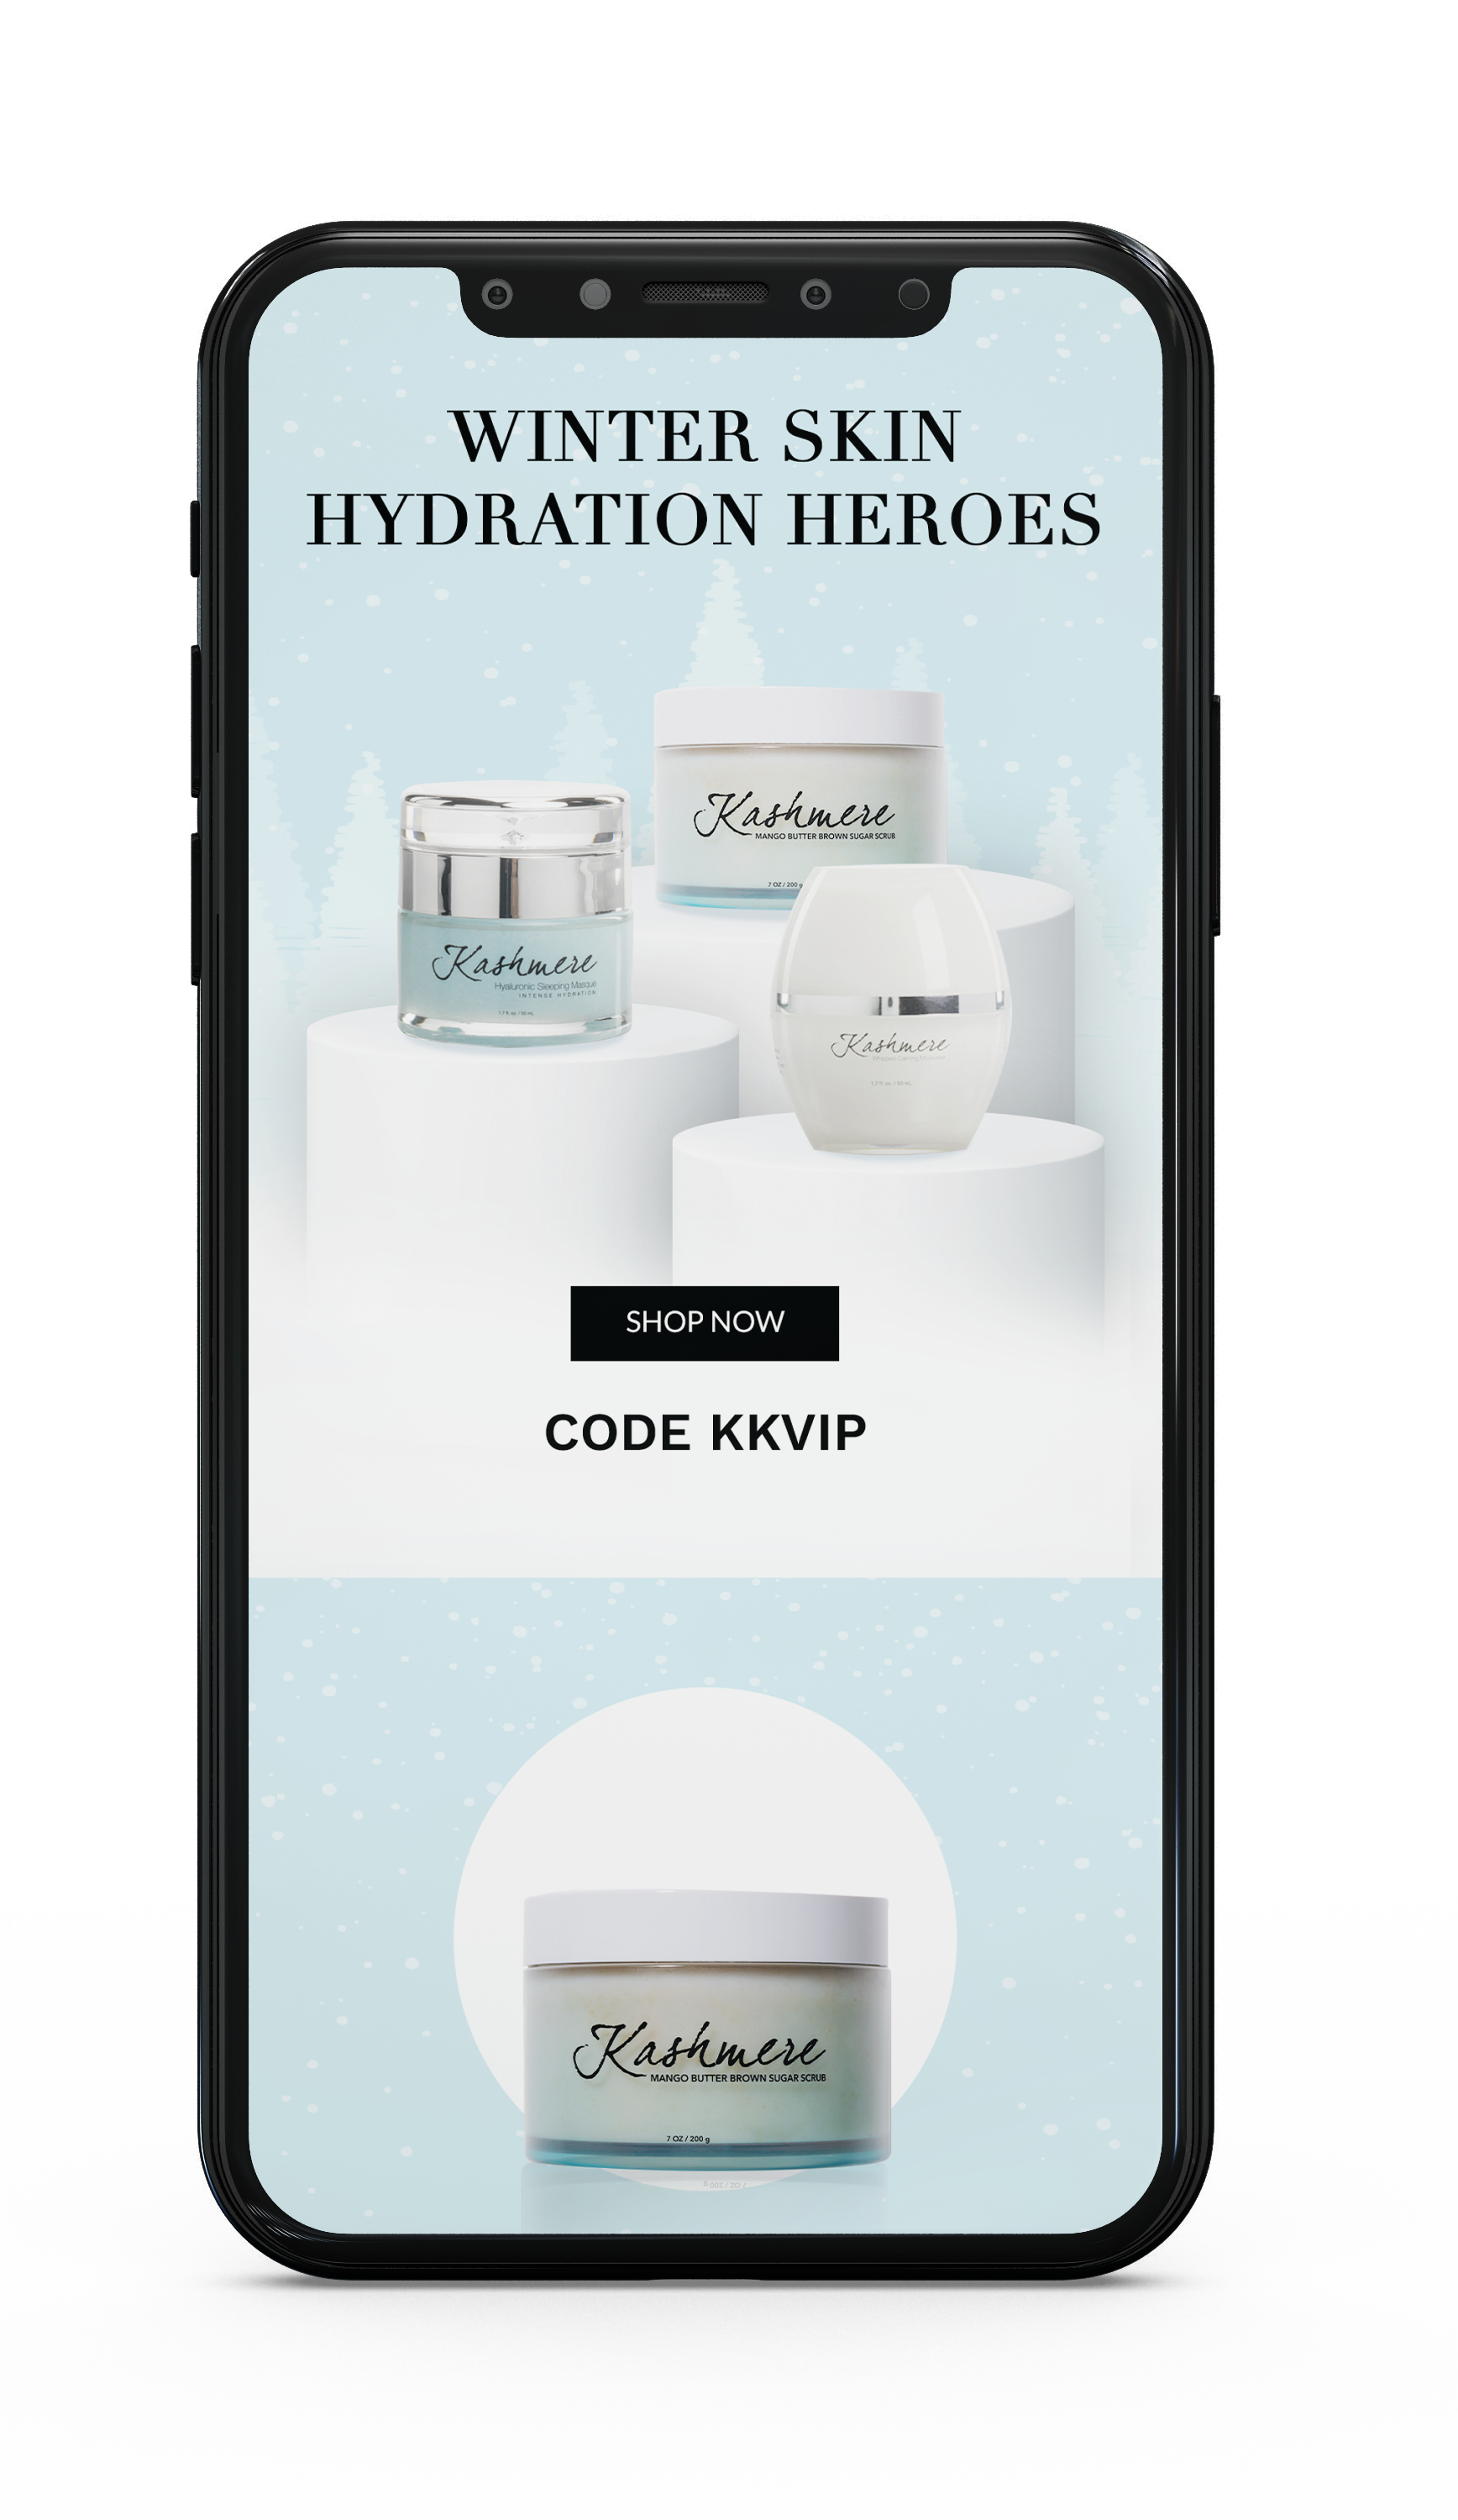 WINTER SKIN
HYDRATION HEROES
Kashmere
MANGO BUTTER BROWN SUGAR SCRUB
7 OZ / 200 g
Kashmere
Hyaluronic Sleeping Masque
INTENSE HYDRATION
1.7 fl oz. / 50 mL
Kashmere
1.7 fl oz. / 50 mL
SHOP NOW
CODE KKVIP
Kashmere
MANGO BUTTER BROWN SUGAR SCRUB
7 OZ / 200 g